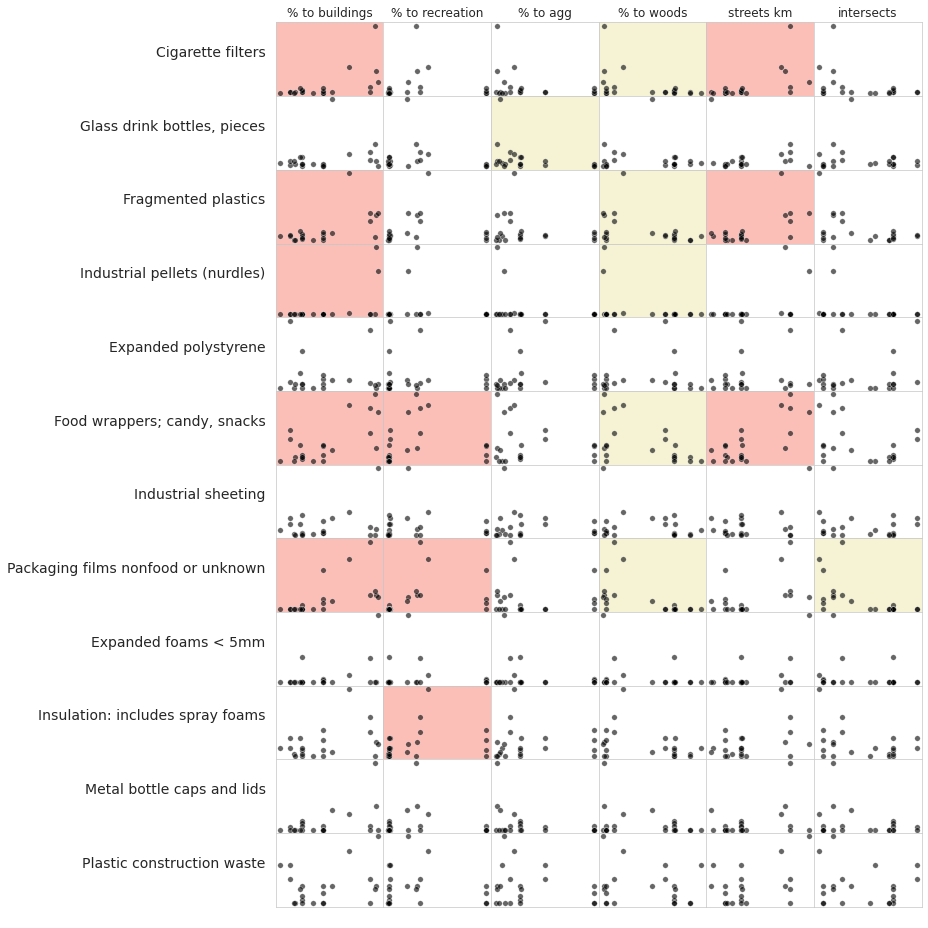 % to buildings % to recreation % to agg % to woods streets km intersects
Cigarette filters
Glass drink bottles, pieces
Fragmented plastics
Industrial pellets (nurdles)
Expanded polystyrene
Food wrappers; candy, snacks
Industrial sheeting
Packaging films nonfood or unknown
Expanded foams < 5mm
Insulation: includes spray foams
Metal bottle caps and lids
Plastic construction waste